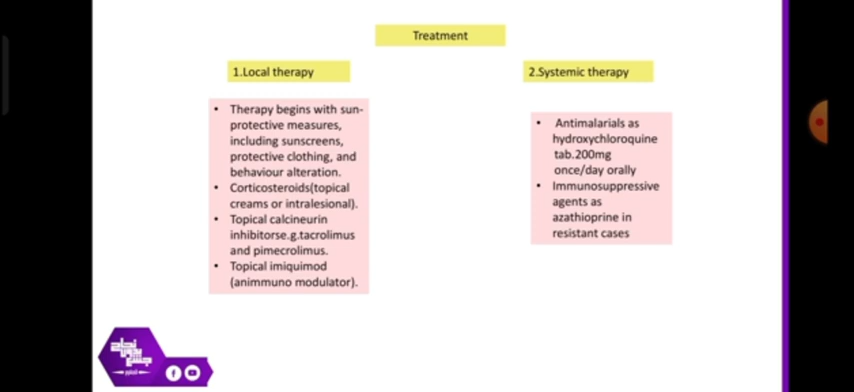 Treatment
1.Local therapy
• Therapy begins with sun-
protective measures,
including sunscreens,
protective clothing, and
behaviour alteration.
• Corticosteroids(topical
creams or intralesional).
• Topical calcineurin
inhibitorse.g.tacrolimus
and pimecrolimus.
• Topical imiquimod
(animmuno modulator).
2.Systemic therapy
• Antimalarials as
hydroxychloroquine
tab.200mg
once/day orally
• Immunosuppressive
agents as
azathioprine in
resistant cases